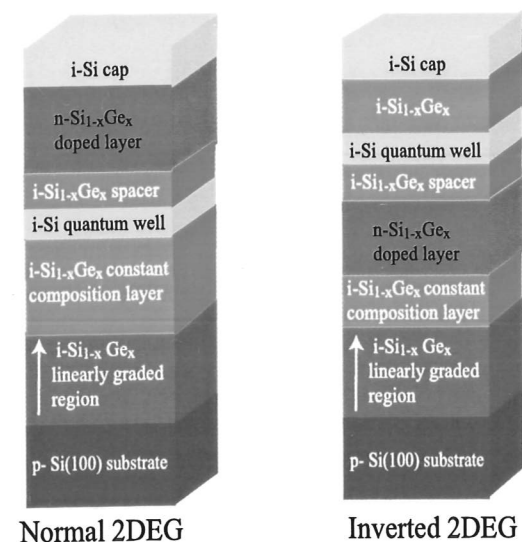 i-Si cap
n-Si1-xGex
doped layer
i-Si1-xGex spacer
i-Si quantum well
i-Si1-xGex constant
composition layer
i-Si1-x Gex
linearly graded
region
p- Si(100) substrate
Normal 2DEG
i-Si cap
i-Si1-xGex
i-Si quantum well
i-Si1-xGex spacer
n-Si1-xGex
doped layer
i-Si1-xGex constant
composition layer
i-Si1-x Gex
linearly graded
region
p- Si(100) substrate
Inverted 2DEG